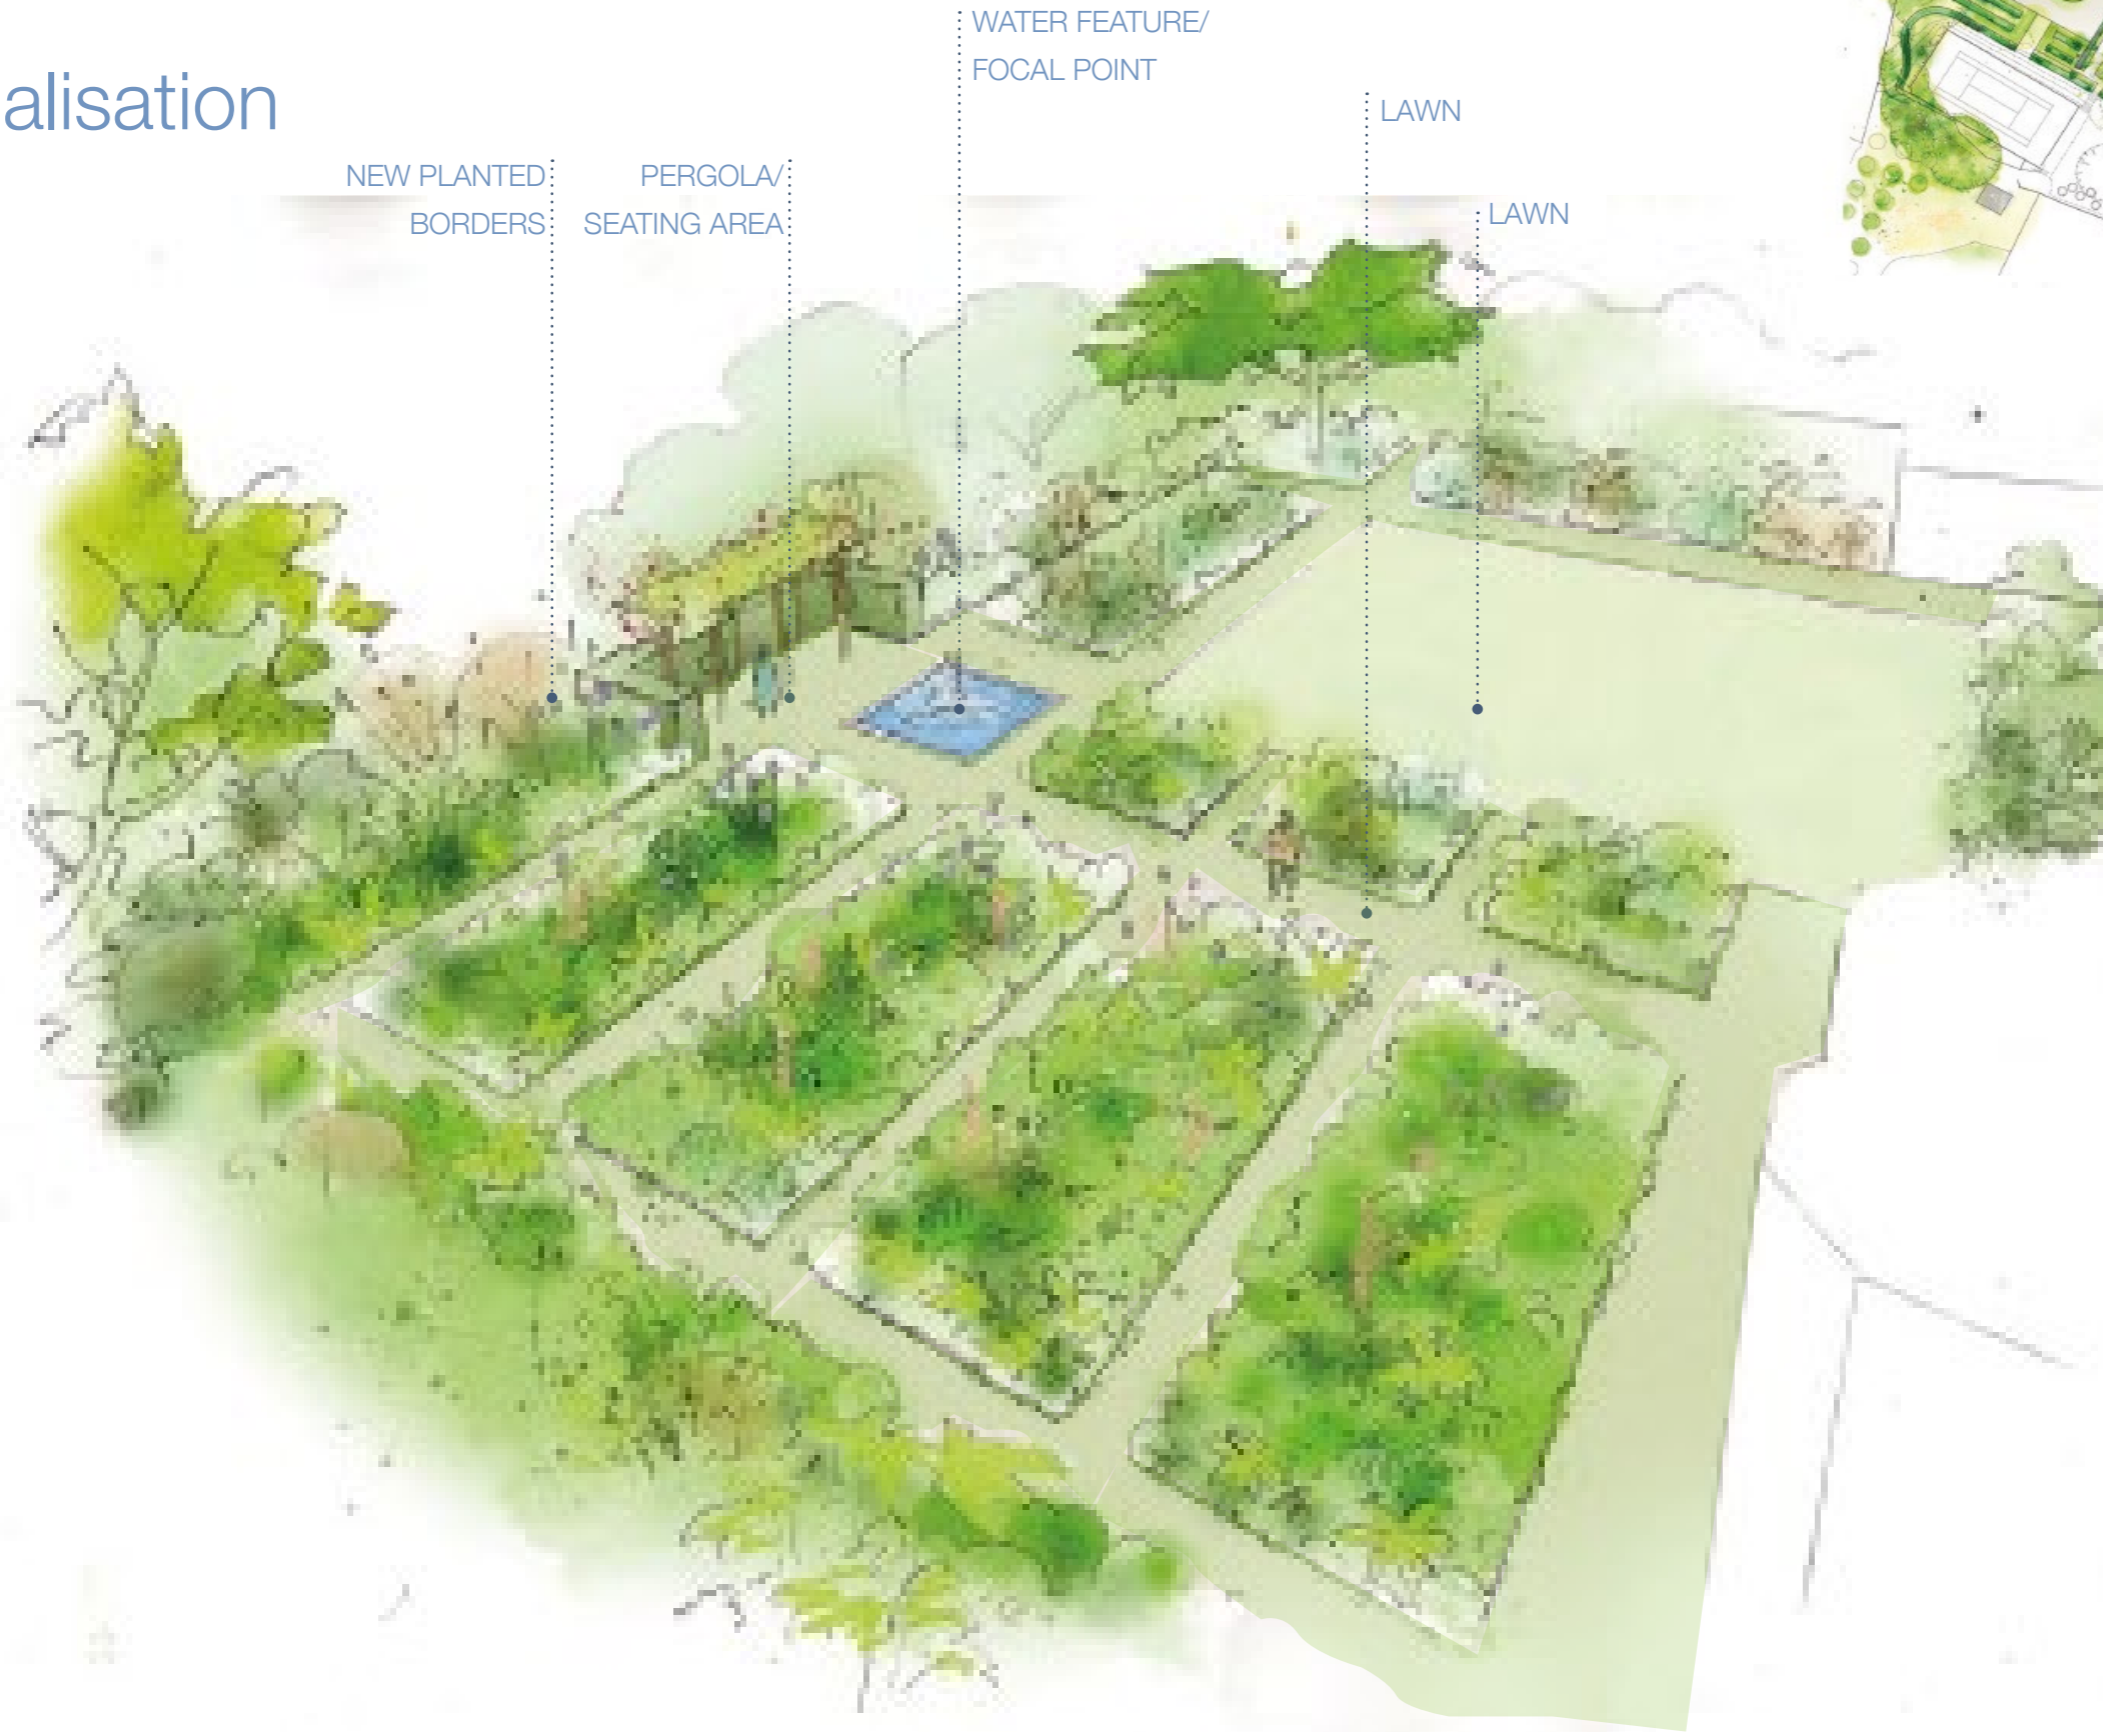 alisation
WATER FEATURE/
FOCAL POINT
LAWN
NEW PLANTED
BORDERS
PERGOLA/
SEATING AREA
LAWN